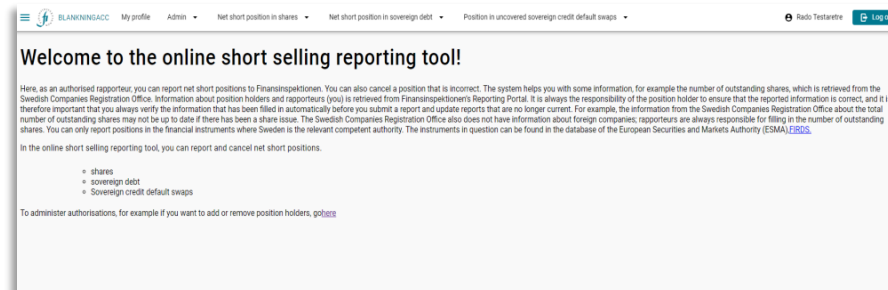 BLANKNINGACC My profile Admin Net short position in shares Net short position in sovereign debt Position in uncovered sovereign credit default swaps Rado Testaretre
Welcome to the online short selling reporting tool!
Here, as an authorised rapporteur, you can report net short positions to Finansinspektionen. You can also cancel a position that is incorrect. The system helps you with some information, for example the number of outstanding shares, which is retrieved from the
Swedish Companies Registration Office. Information about position holders and rapporteurs (you) is retrieved from Finansinspektionen's Reporting Portal. It is always the responsibility of the position holder to ensure that the reported information is correct, and it i
therefore important that you always verify the information that has been filled in automatically before you submit a report and update reports that are no longer current. For example, the information from the Swedish Companies Registration Office about the total
number of outstanding shares may not be up to date if there has been a share issue. The Swedish Companies Registration Office also does not have information about foreign companies; rapporteurs are always responsible for filling in the number of outstanding
shares. You can only report positions in the financial instruments where Sweden is the relevant competent authority. The instruments in question can be found in the database of the European Securities and Markets Authority (ESMA),FIRDS.
In the online short selling reporting tool, you can report and cancel net short positions.
shares
sovereign debt
Sovereign credit default swaps
To administer authorisations, for example if you want to add or remove position holders, gohere